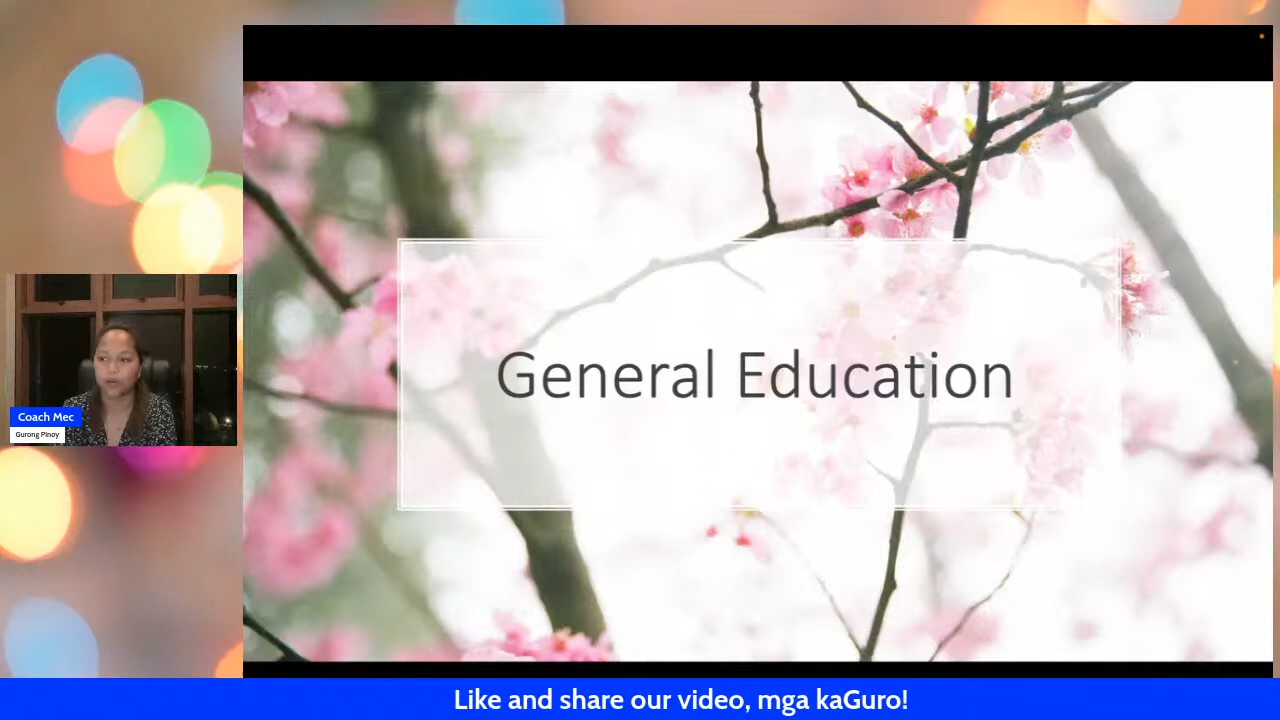 General Education
Coach Mec
Gurong Pinoy
Like and share our video, mga kaGuro!